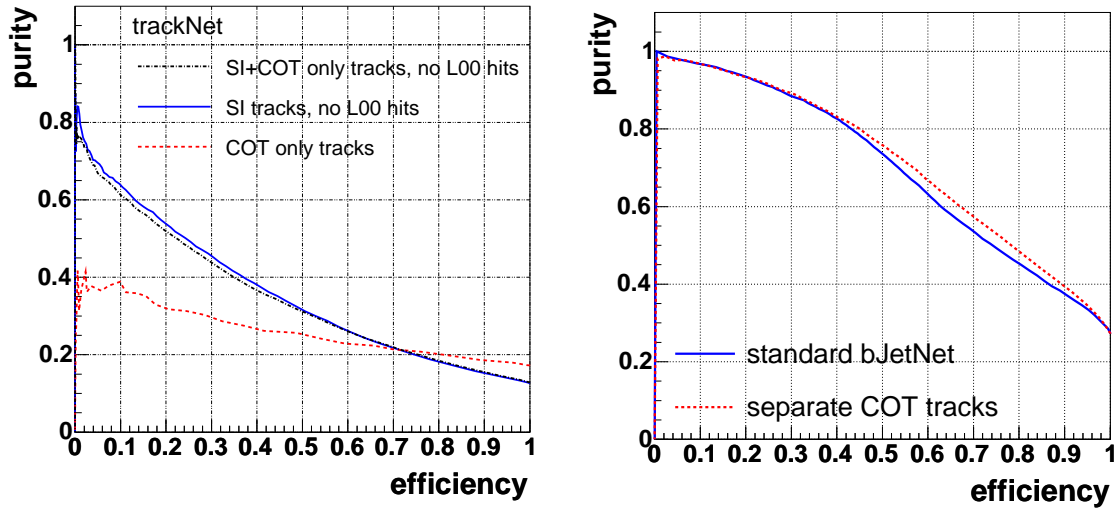 trackNet
SI+COT only tracks, no L00 hits
SI tracks, no L00 hits
COT only tracks
purity
1
0.8
0.6
0.4
0.2
0
0 0.1 0.2 0.3 0.4 0.5 0.6 0.7 0.8 0.9 1
efficiency
purity
1
0.8
0.6
0.4
0.2
0
standard bJetNet
separate COT tracks
0 0.1 0.2 0.3 0.4 0.5 0.6 0.7 0.8 0.9 1
efficiency